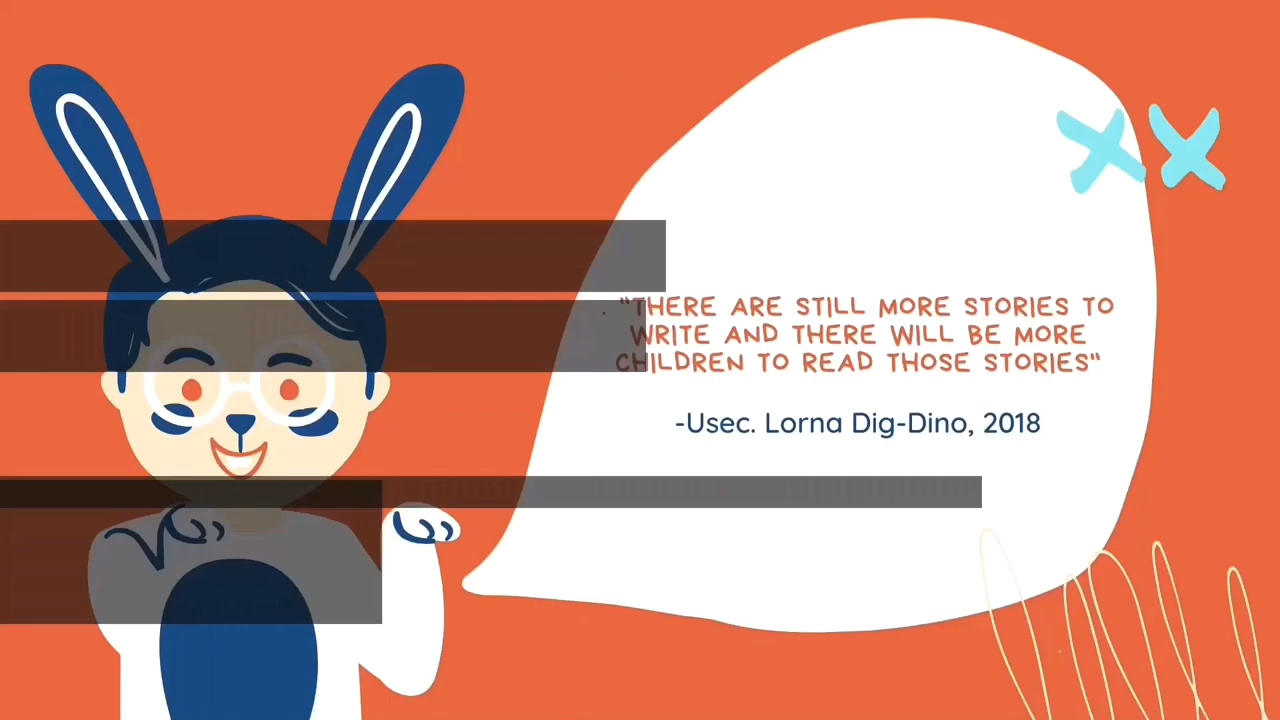 "THERE ARE STILL MORE STORIES TO
WRITE AND THERE WILL BE MORE
CHILDREN TO READ THOSE STORIES"
-Usec. Lorna Dig-Dino, 2018